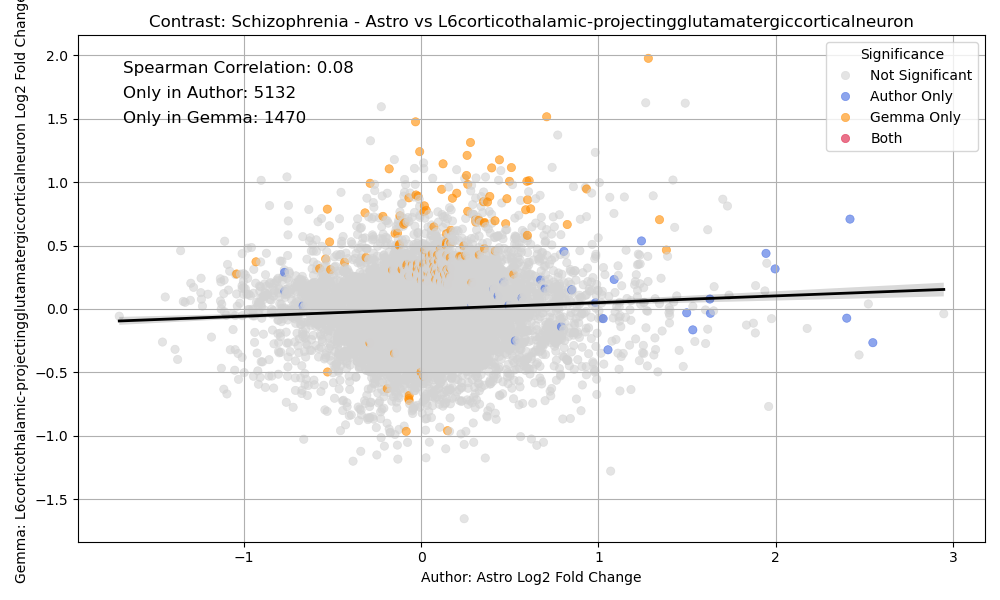 Contrast: Schizophrenia - Astro vs L6corticothalamic-projectingglutamatergiccorticalneuron
Gemma: L6corticothalamic-projectingglutamatergiccorticalneuron Log2 Fold Change
2.0
1.5
1.0
0.5
0.0
−0.5
−1.0
−1.5
Spearman Correlation: 0.08
Only in Author: 5132
Only in Gemma: 1470
Significance
Not Significant
Author Only
Gemma Only
Both
−1
0
1
2
3
Author: Astro Log2 Fold Change